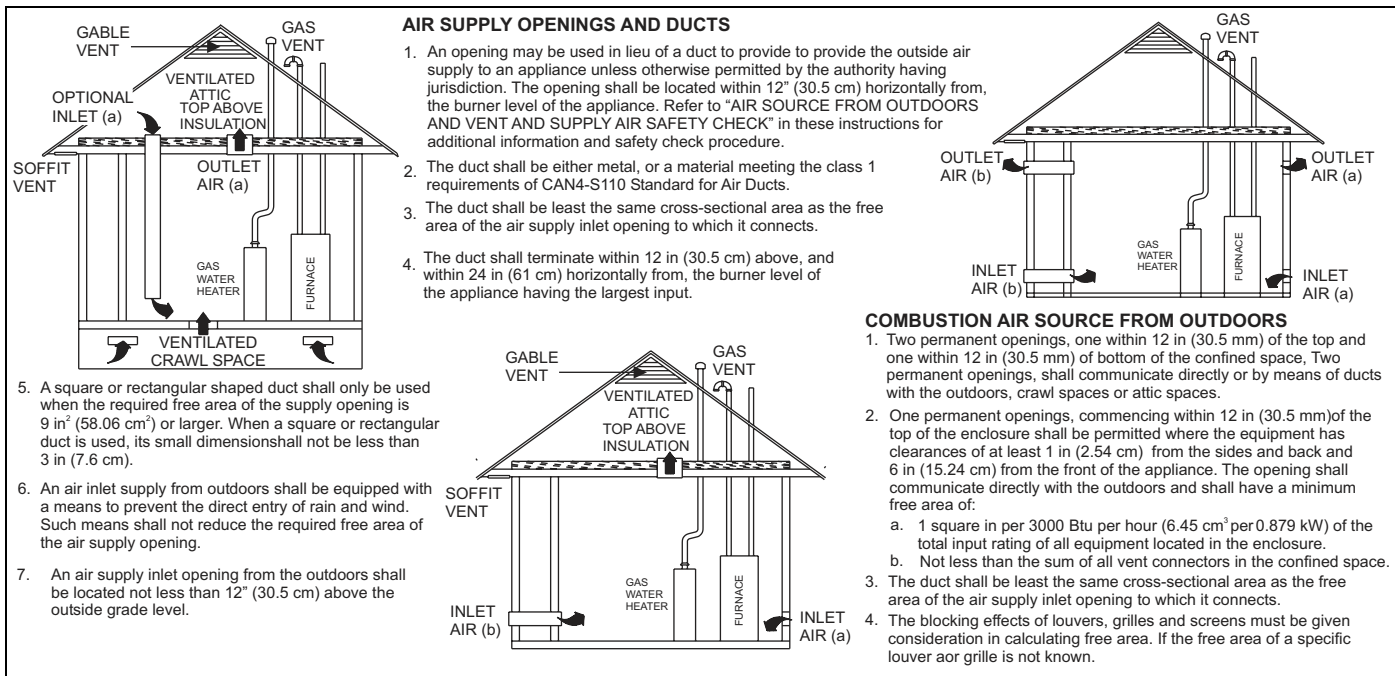 GABLE
VENT
GAS
VENT
VENTILATED
ATTIC
TOP ABOVE
INSULATION
OPTIONAL
INLET (a)
SOFFIT
VENT
OUTLET
AIR (a)
GAS
WATER
HEATER
FURNACE
VENTILATED
CRAWL SPACE
AIR SUPPLY OPENINGS AND DUCTS
1. An opening may be used in lieu of a duct to provide to provide the outside air
supply to an appliance unless otherwise permitted by the authority having
jurisdiction. The opening shall be located within 12” (30.5 cm) horizontally from,
the burner level of the appliance. Refer to “AIR SOURCE FROM OUTDOORS
AND VENT AND SUPPLY AIR SAFETY CHECK” in these instructions for
additional information and safety check procedure.
2. The duct shall be either metal, or a material meeting the class 1
requirements of CAN4-S110 Standard for Air Ducts.
3. The duct shall be least the same cross-sectional area as the free
area of the air supply inlet opening to which it connects.
4. The duct shall terminate within 12 in (30.5 cm) above, and
within 24 in (61 cm) horizontally from, the burner level of
the appliance having the largest input.
5. A square or rectangular shaped duct shall only be used
when the required free area of the supply opening is
9 in² (58.06 cm²) or larger. When a square or rectangular
duct is used, its small dimensionshall not be less than
3 in (7.6 cm).
6. An air inlet supply from outdoors shall be equipped with
a means to prevent the direct entry of rain and wind.
Such means shall not reduce the required free area of
the air supply opening.
7. An air supply inlet opening from the outdoors shall
be located not less than 12” (30.5 cm) above the
outside grade level.
GABLE
VENT
GAS
VENT
VENTILATED
ATTIC
TOP ABOVE
INSULATION
SOFFIT
VENT
GAS
WATER
HEATER
FURNACE
INLET
AIR (b)
INLET
AIR (a)
GAS
VENT
OUTLET
AIR (b)
OUTLET
AIR (a)
GAS
WATER
HEATER
FURNACE
INLET
AIR (b)
INLET
AIR (a)
COMBUSTION AIR SOURCE FROM OUTDOORS
1. Two permanent openings, one within 12 in (30.5 mm) of the top and
one within 12 in (30.5 mm) of bottom of the confined space, Two
permanent openings, shall communicate directly or by means of ducts
with the outdoors, crawl spaces or attic spaces.
2. One permanent openings, commencing within 12 in (30.5 mm)of the
top of the enclosure shall be permitted where the equipment has
clearances of at least 1 in (2.54 cm) from the sides and back and
6 in (15.24 cm) from the front of the appliance. The opening shall
communicate directly with the outdoors and shall have a minimum
free area of:
a. 1 square in per 3000 Btu per hour (6.45 cm³ per 0.879 kW) of the
total input rating of all equipment located in the enclosure.
b. Not less than the sum of all vent connectors in the confined space.
3. The duct shall be least the same cross-sectional area as the free
area of the air supply inlet opening to which it connects.
4. The blocking effects of louvers, grilles and screens must be given
consideration in calculating free area. If the free area of a specific
louver aor grille is not known.